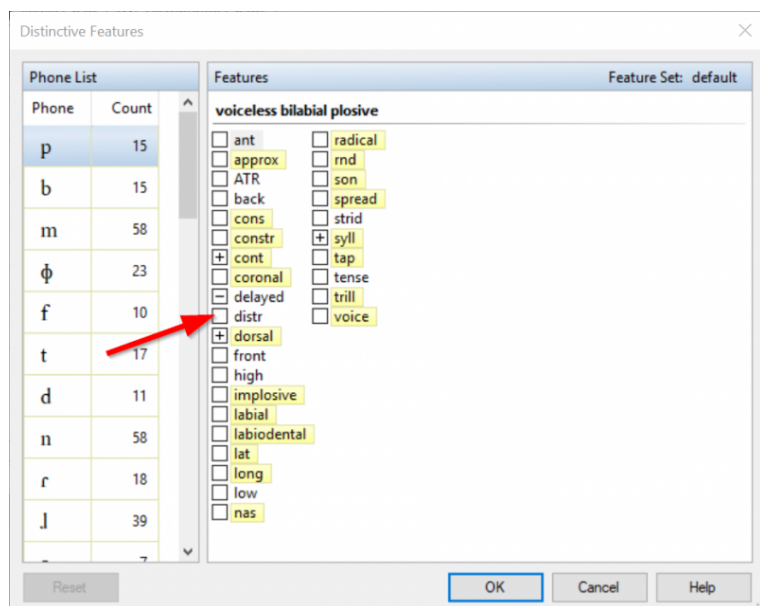 Distinctive Features
Phone List
Phone Count
p 15
b 15
m 58
ɸ 23
f 10
t 17
d 11
n 58
ɾ 18
39
7
Features Feature Set: default
voiceless bilabial plosive
ant
approx
ATR
back
cons
constr
+ cont
coronal
− delayed
distr
+ dorsal
front
high
implosive
labial
labiodental
lat
long
low
nas
radical
rnd
son
spread
strid
+ syll
tap
tense
trill
voice
Reset OK Cancel Help